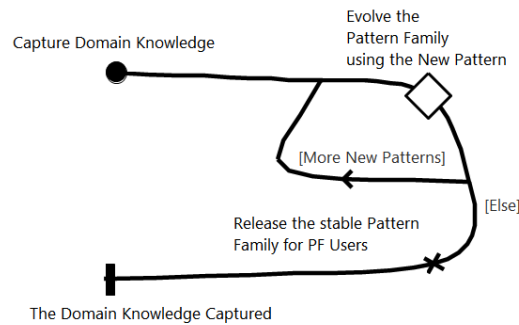 Capture Domain Knowledge
Evolve the
Pattern Family
using the New Pattern
[More New Patterns]
[Else]
Release the stable Pattern
Family for PF Users
The Domain Knowledge Captured